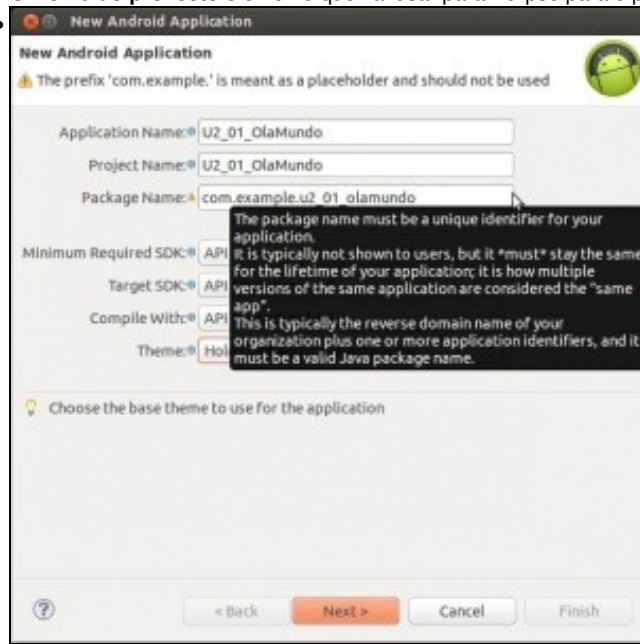 New Android Application
New Android Application
The prefix 'com.example.' is meant as a placeholder and should not be used
Application Name: U2_01_OlaMundo
Project Name: U2_01_OlaMundo
Package Name: com.example.u2_01_olamundo
The package name must be a unique identifier for your
application.
Minimum Required SDK: API It is typically not shown to users, but it *must* stay the same
for the lifetime of your application; it is how multiple
Target SDK: API versions of the same application are considered the "same
app".
Compile With: API This is typically the reverse domain name of your
organization plus one or more application identifiers, and it
Theme: Hol must be a valid Java package name.
Choose the base theme to use for the application
? < Back Next > Cancel Finish